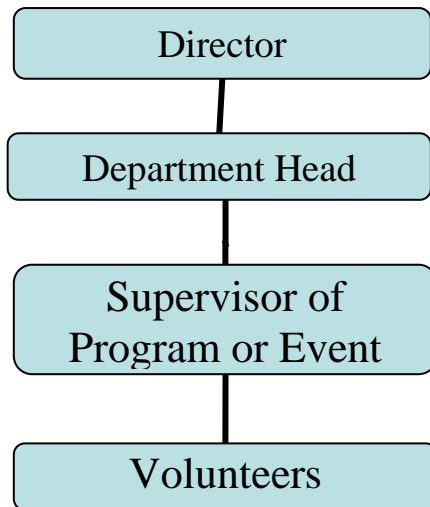 Director
Department Head
Supervisor of
Program or Event
Volunteers